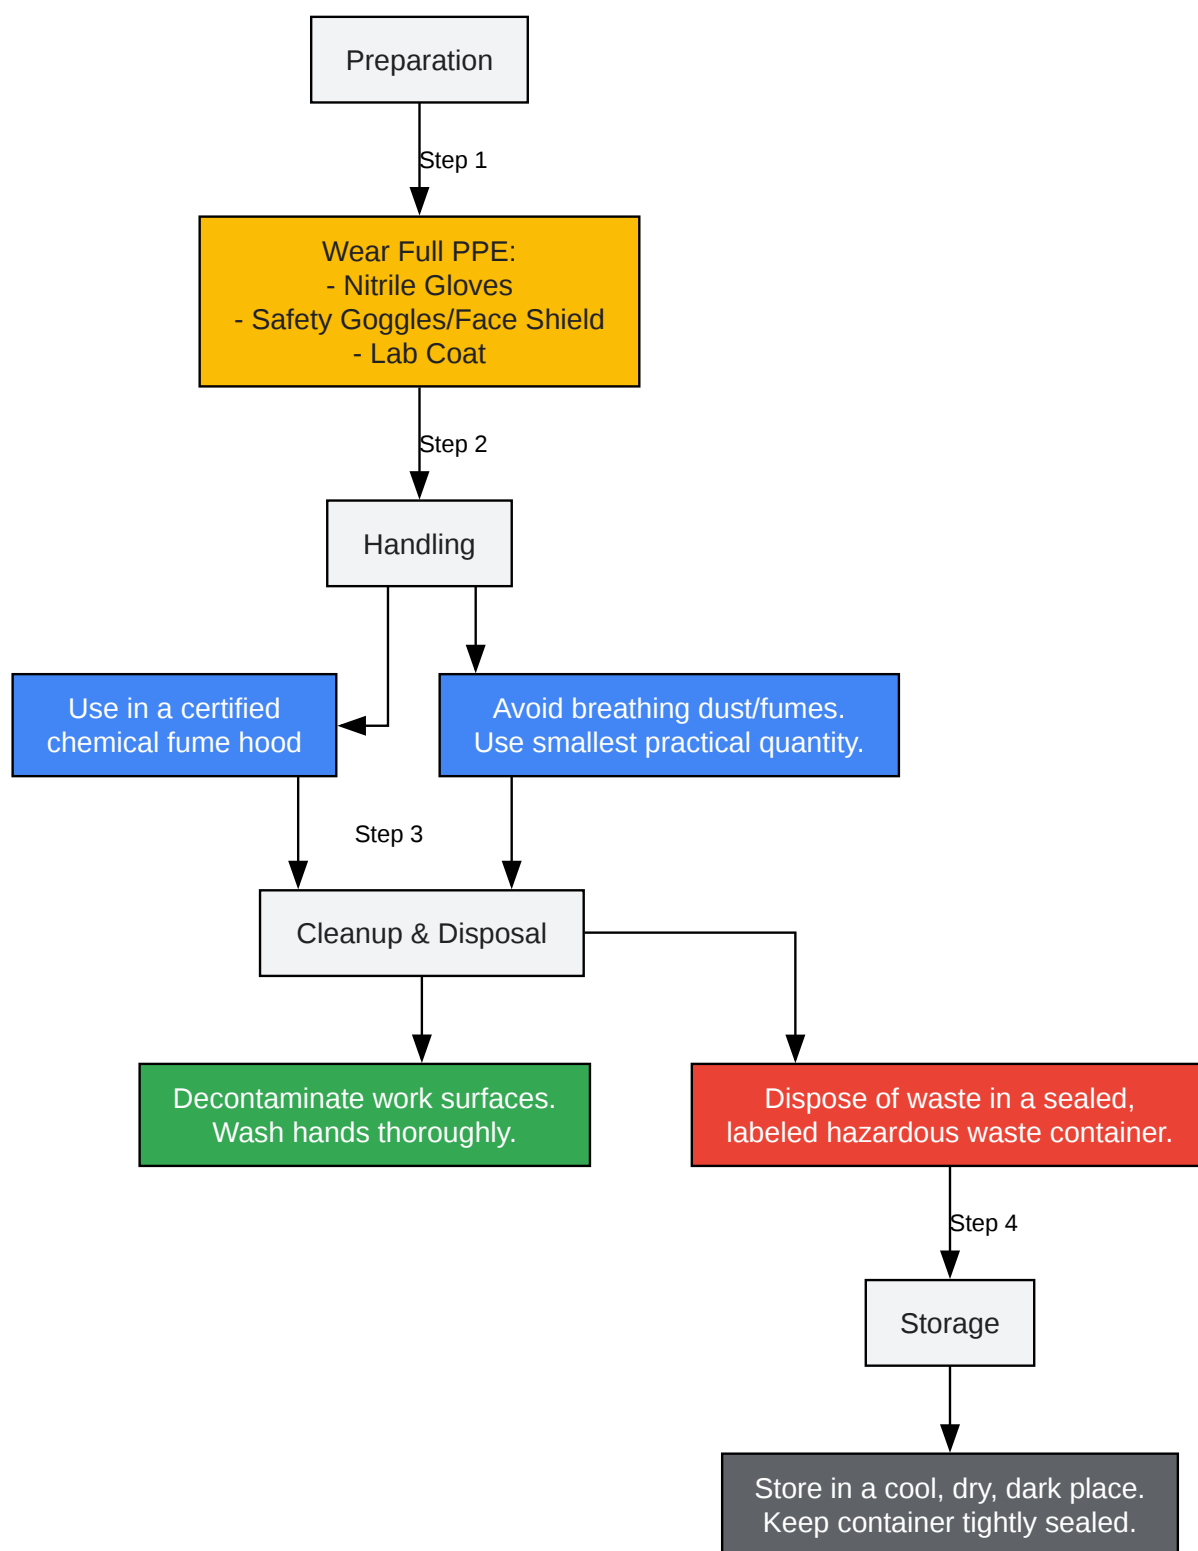 Preparation
Step 1
Wear Full PPE:
- Nitrile Gloves
- Safety Goggles/Face Shield
- Lab Coat
Step 2
Handling
Use in a certified
chemical fume hood
Avoid breathing dust/fumes.
Use smallest practical quantity.
Step 3
Cleanup & Disposal
Decontaminate work surfaces.
Wash hands thoroughly.
Dispose of waste in a sealed,
labeled hazardous waste container.
Step 4
Storage
Store in a cool, dry, dark place.
Keep container tightly sealed.